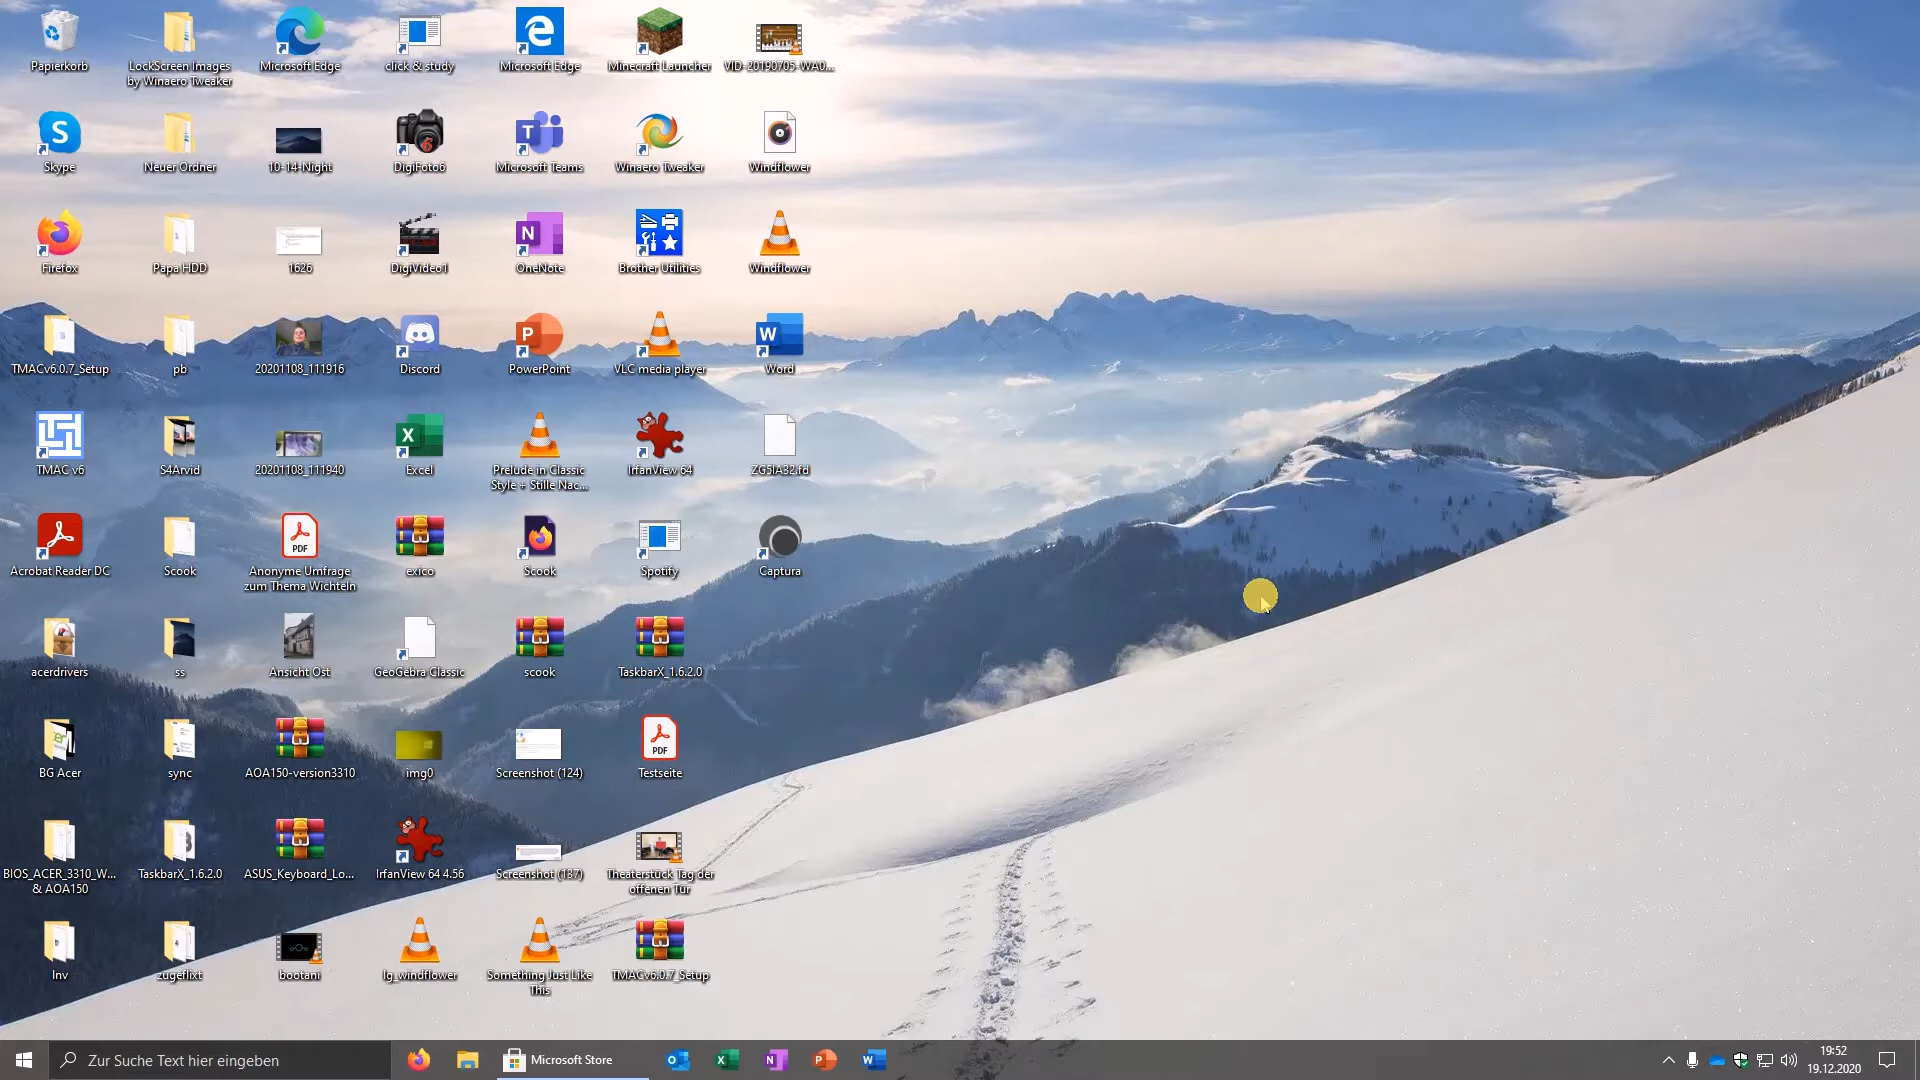 Papierkorb
LockScreen Images
by Winaero Tweaker
Microsoft Edge
click & study
Microsoft Edge
Minecraft Launcher
VID-20190705-WA0...
Skype
Neuer Ordner
10-14-Night
DigiFoto6
Microsoft Teams
Winaero Tweaker
Windflower
Firefox
Papa HDD
1626
DigiVideo1
OneNote
Brother Utilities
Windflower
TMACv6.0.7_Setup
pb
20201108_111916
Discord
PowerPoint
VLC media player
Word
TMAC v6
S4Arvid
20201108_111940
Excel
Prelude in Classic
Style + Stille Nac...
IrfanView 64
ZG5IA32.fd
Acrobat Reader DC
Scook
PDF
Anonyme Umfrage
zum Thema Wichteln
exico
Scook
Spotify
Captura
acerdrivers
ss
Ansicht Ost
GeoGebra Classic
scook
TaskbarX_1.6.2.0
BG Acer
sync
AOA150-version3310
img0
Screenshot (124)
PDF
Testseite
BIOS_ACER_3310_W...
& AOA150
TaskbarX_1.6.2.0
ASUS_Keyboard_Lo...
IrfanView 64 4.56
Screenshot (137)
Theaterstück Tag der
offenen Tür
Inv
zugeflixt
bootani
lg_windflower
Something Just Like
This
TMACv6.0.7_Setup
Zur Suche Text hier eingeben
Microsoft Store
19:52
19.12.2020